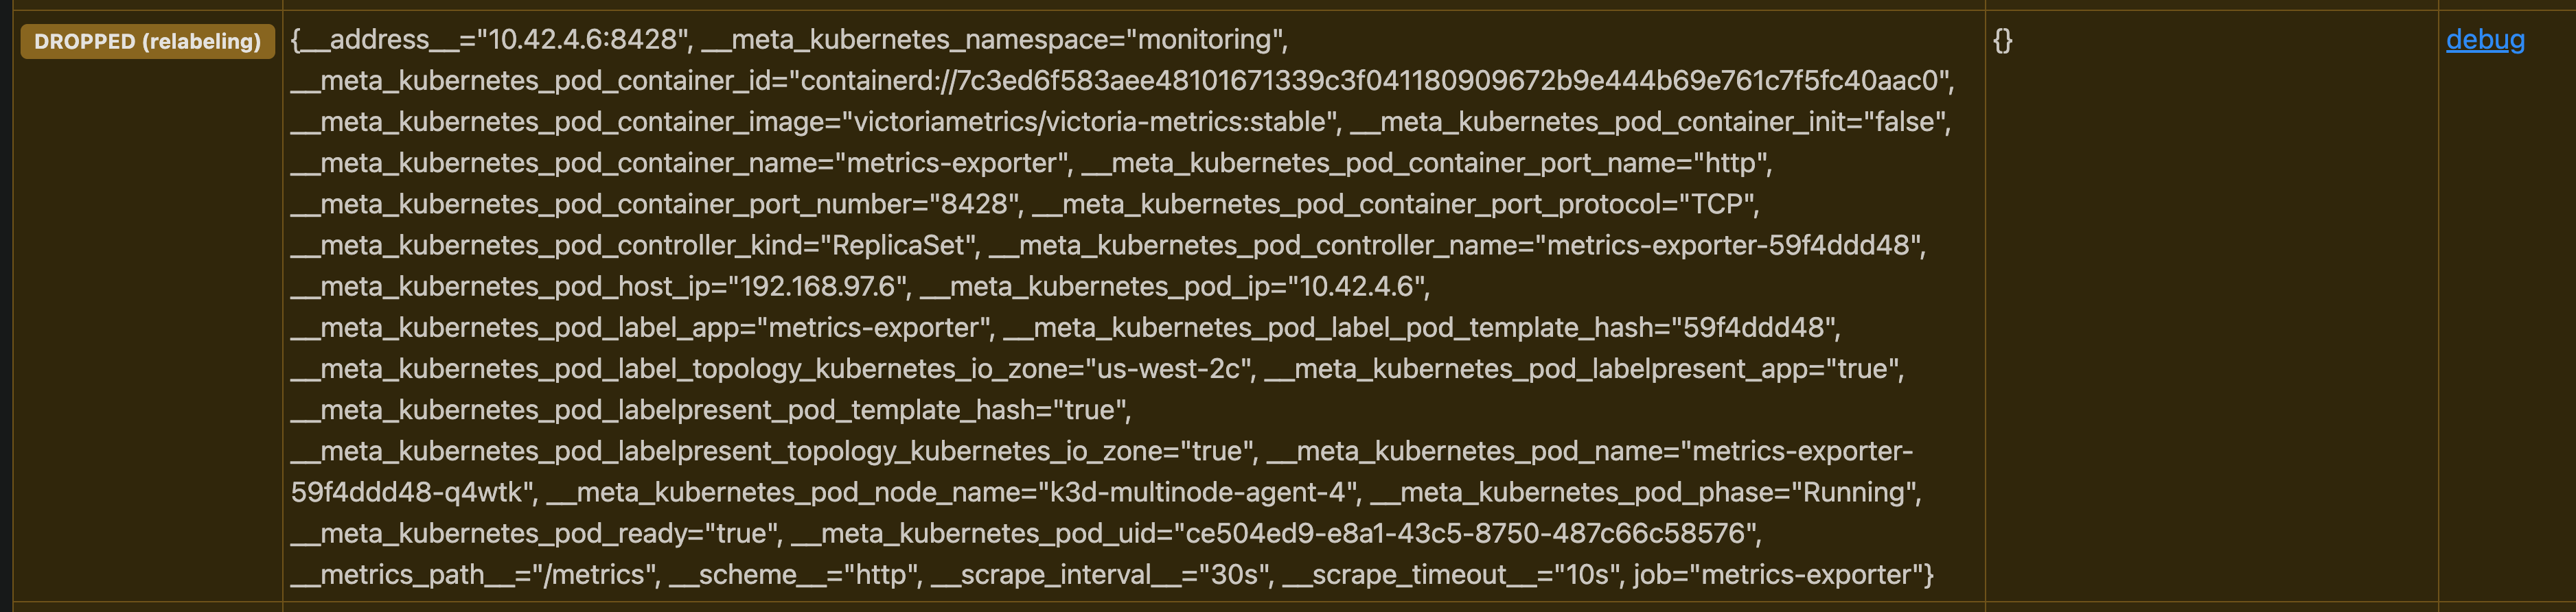 DROPPED (relabeling)
{__address__="10.42.4.6:8428", __meta_kubernetes_namespace="monitoring",
__meta_kubernetes_pod_container_id="containerd://7c3ed6f583aee48101671339c3f041180909672b9e444b69e761c7f5fc40aac0",
__meta_kubernetes_pod_container_image="victoriametrics/victoria-metrics:stable", __meta_kubernetes_pod_container_init="false",
__meta_kubernetes_pod_container_name="metrics-exporter", __meta_kubernetes_pod_container_port_name="http",
__meta_kubernetes_pod_container_port_number="8428", __meta_kubernetes_pod_container_port_protocol="TCP",
__meta_kubernetes_pod_controller_kind="ReplicaSet", __meta_kubernetes_pod_controller_name="metrics-exporter-59f4ddd48",
__meta_kubernetes_pod_host_ip="192.168.97.6", __meta_kubernetes_pod_ip="10.42.4.6",
__meta_kubernetes_pod_label_app="metrics-exporter", __meta_kubernetes_pod_label_pod_template_hash="59f4ddd48",
__meta_kubernetes_pod_label_topology_kubernetes_io_zone="us-west-2c", __meta_kubernetes_pod_labelpresent_app="true",
__meta_kubernetes_pod_labelpresent_pod_template_hash="true",
__meta_kubernetes_pod_labelpresent_topology_kubernetes_io_zone="true", __meta_kubernetes_pod_name="metrics-exporter-
59f4ddd48-q4wtk", __meta_kubernetes_pod_node_name="k3d-multinode-agent-4", __meta_kubernetes_pod_phase="Running",
__meta_kubernetes_pod_ready="true", __meta_kubernetes_pod_uid="ce504ed9-e8a1-43c5-8750-487c66c58576",
__metrics_path__="/metrics", __scheme__="http", __scrape_interval__="30s", __scrape_timeout__="10s", job="metrics-exporter"}
{}
debug